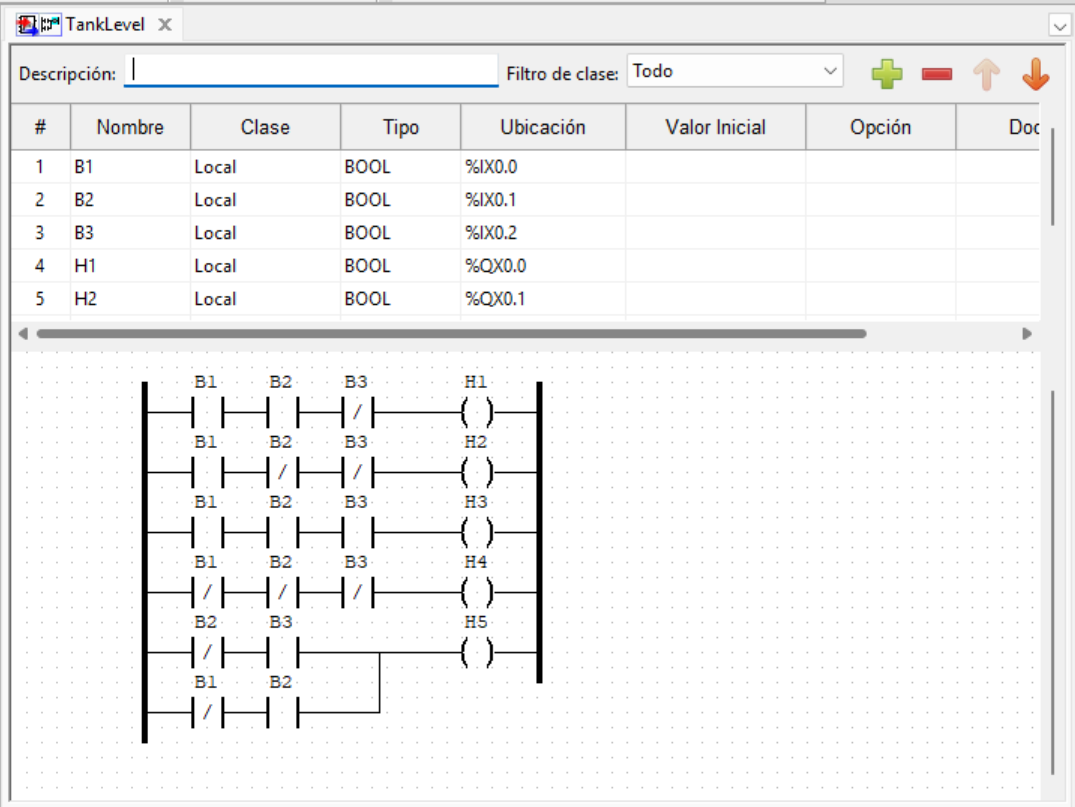 TankLevel
Descripción: Filtro de clase: Todo
# Nombre Clase Tipo Ubicación Valor Inicial Opción Doc
1 B1 Local BOOL %IX0.0
2 B2 Local BOOL %IX0.1
3 B3 Local BOOL %IX0.2
4 H1 Local BOOL %QX0.0
5 H2 Local BOOL %QX0.1
B1 B2 B3 H1
B1 B2 B3 H2
B1 B2 B3 H3
B1 B2 B3 H4
B2 B3 H5
B1 B2